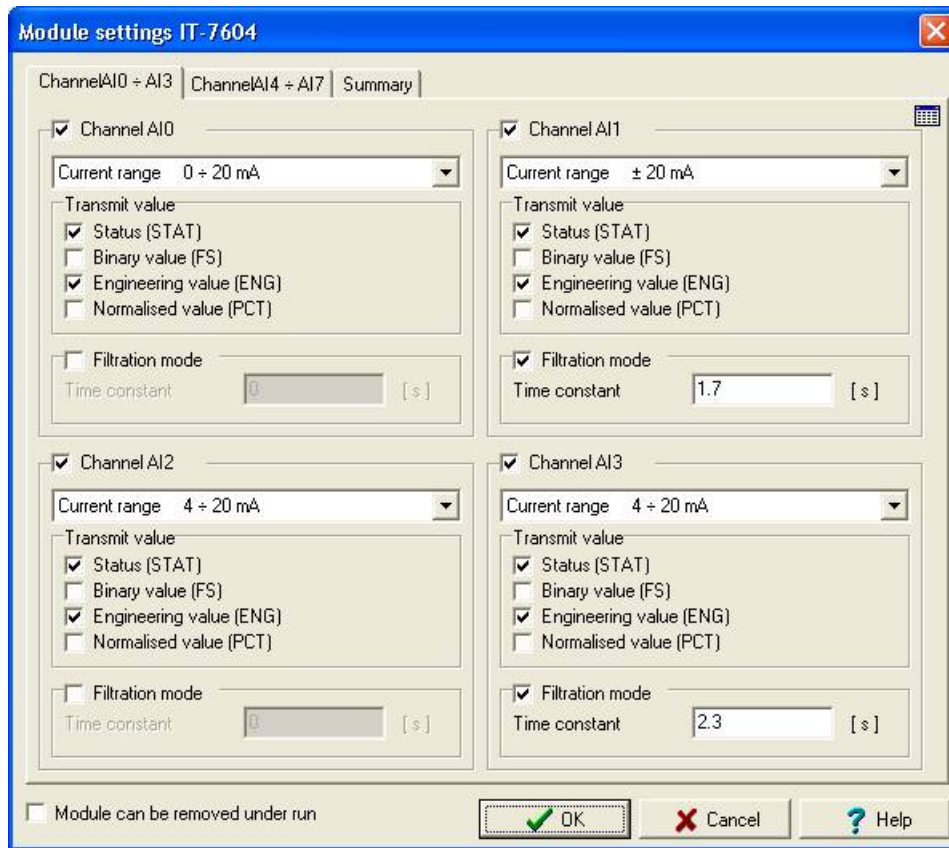 Module settings IT-7604
ChannelAI0 ÷ AI3
ChannelAI4 ÷ AI7
Summary
Channel AI0
Current range 0 ÷ 20 mA
Transmit value
Status (STAT)
Binary value (FS)
Engineering value (ENG)
Normalised value (PCT)
Filtration mode
Time constant 0 [ s ]
Channel AI1
Current range ± 20 mA
Transmit value
Status (STAT)
Binary value (FS)
Engineering value (ENG)
Normalised value (PCT)
Filtration mode
Time constant 1.7 [ s ]
Channel AI2
Current range 4 ÷ 20 mA
Transmit value
Status (STAT)
Binary value (FS)
Engineering value (ENG)
Normalised value (PCT)
Filtration mode
Time constant 0 [ s ]
Channel AI3
Current range 4 ÷ 20 mA
Transmit value
Status (STAT)
Binary value (FS)
Engineering value (ENG)
Normalised value (PCT)
Filtration mode
Time constant 2.3 [ s ]
Module can be removed under run
OK
Cancel
Help